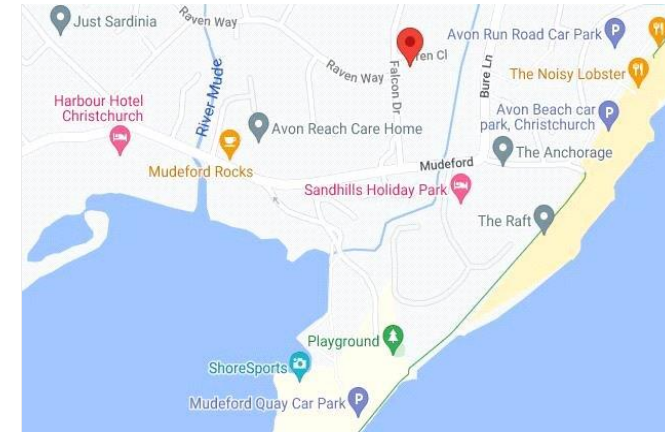 Just Sardinia
Raven Way
Avon Run Road Car Park
ren Cl
Raven Way
Falcon Dr
Bure Ln
The Noisy Lobster
River Mude
Harbour Hotel
Christchurch
Avon Reach Care Home
Avon Beach car
park, Christchurch
Mudeford Rocks
Mudeford
The Anchorage
Sandhills Holiday Park
The Raft
Playground
ShoreSports
Mudeford Quay Car Park
P
P
P